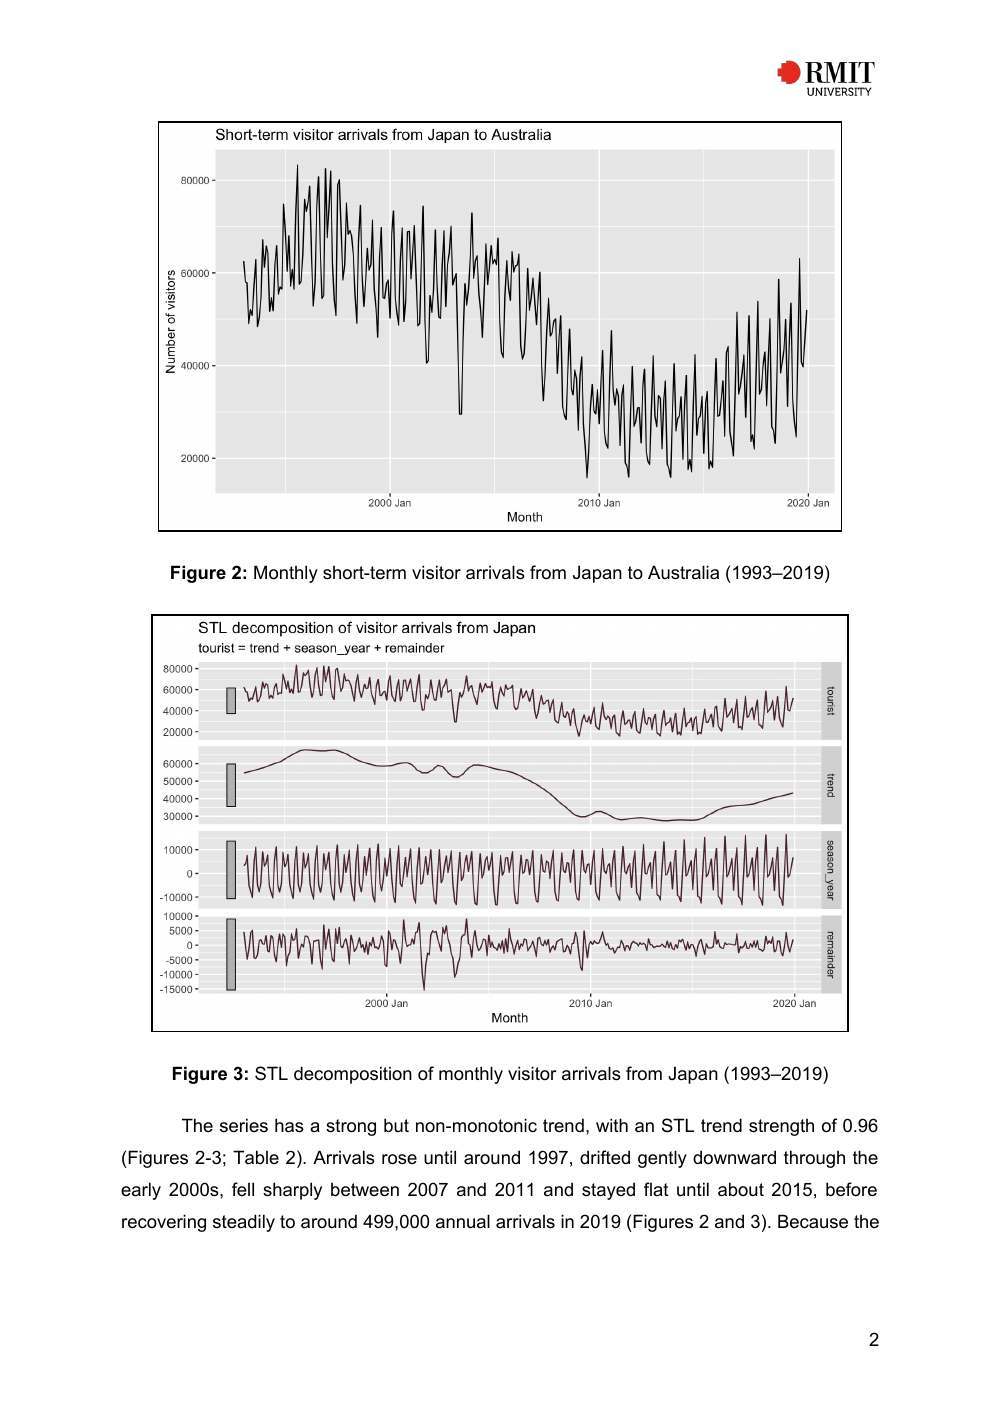 RMIT
UNIVERSITY
Short-term visitor arrivals from Japan to Australia
80000
60000
40000
20000
Number of visitors
2000 Jan
2010 Jan
2020 Jan
Month
Figure 2: Monthly short-term visitor arrivals from Japan to Australia (1993–2019)
STL decomposition of visitor arrivals from Japan
tourist = trend + season_year + remainder
80000
60000
40000
20000
tourist
60000
50000
40000
30000
trend
10000
0
-10000
season_year
10000
5000
0
-5000
-10000
-15000
remainder
2000 Jan
2010 Jan
2020 Jan
Month
Figure 3: STL decomposition of monthly visitor arrivals from Japan (1993–2019)
The series has a strong but non-monotonic trend, with an STL trend strength of 0.96
(Figures 2-3; Table 2). Arrivals rose until around 1997, drifted gently downward through the
early 2000s, fell sharply between 2007 and 2011 and stayed flat until about 2015, before
recovering steadily to around 499,000 annual arrivals in 2019 (Figures 2 and 3). Because the
2